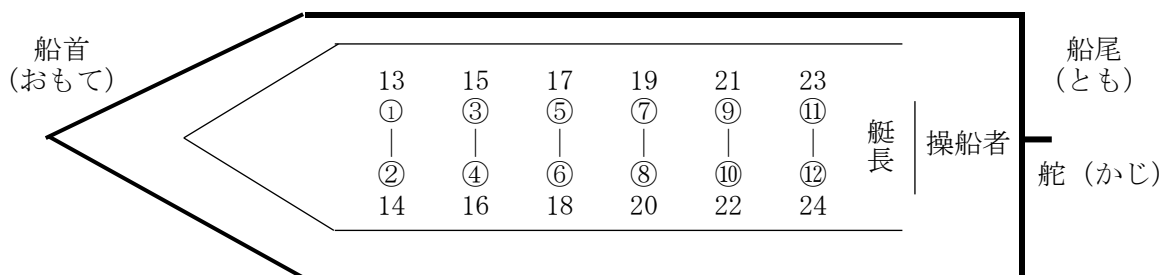 船首
(おもて)
船尾
(とも)
13 15 17 19 21 23
① ③ ⑤ ⑦ ⑨ ⑪
② ④ ⑥ ⑧ ⑩ ⑫
14 16 18 20 22 24
艇長
操船者
舵(かじ)